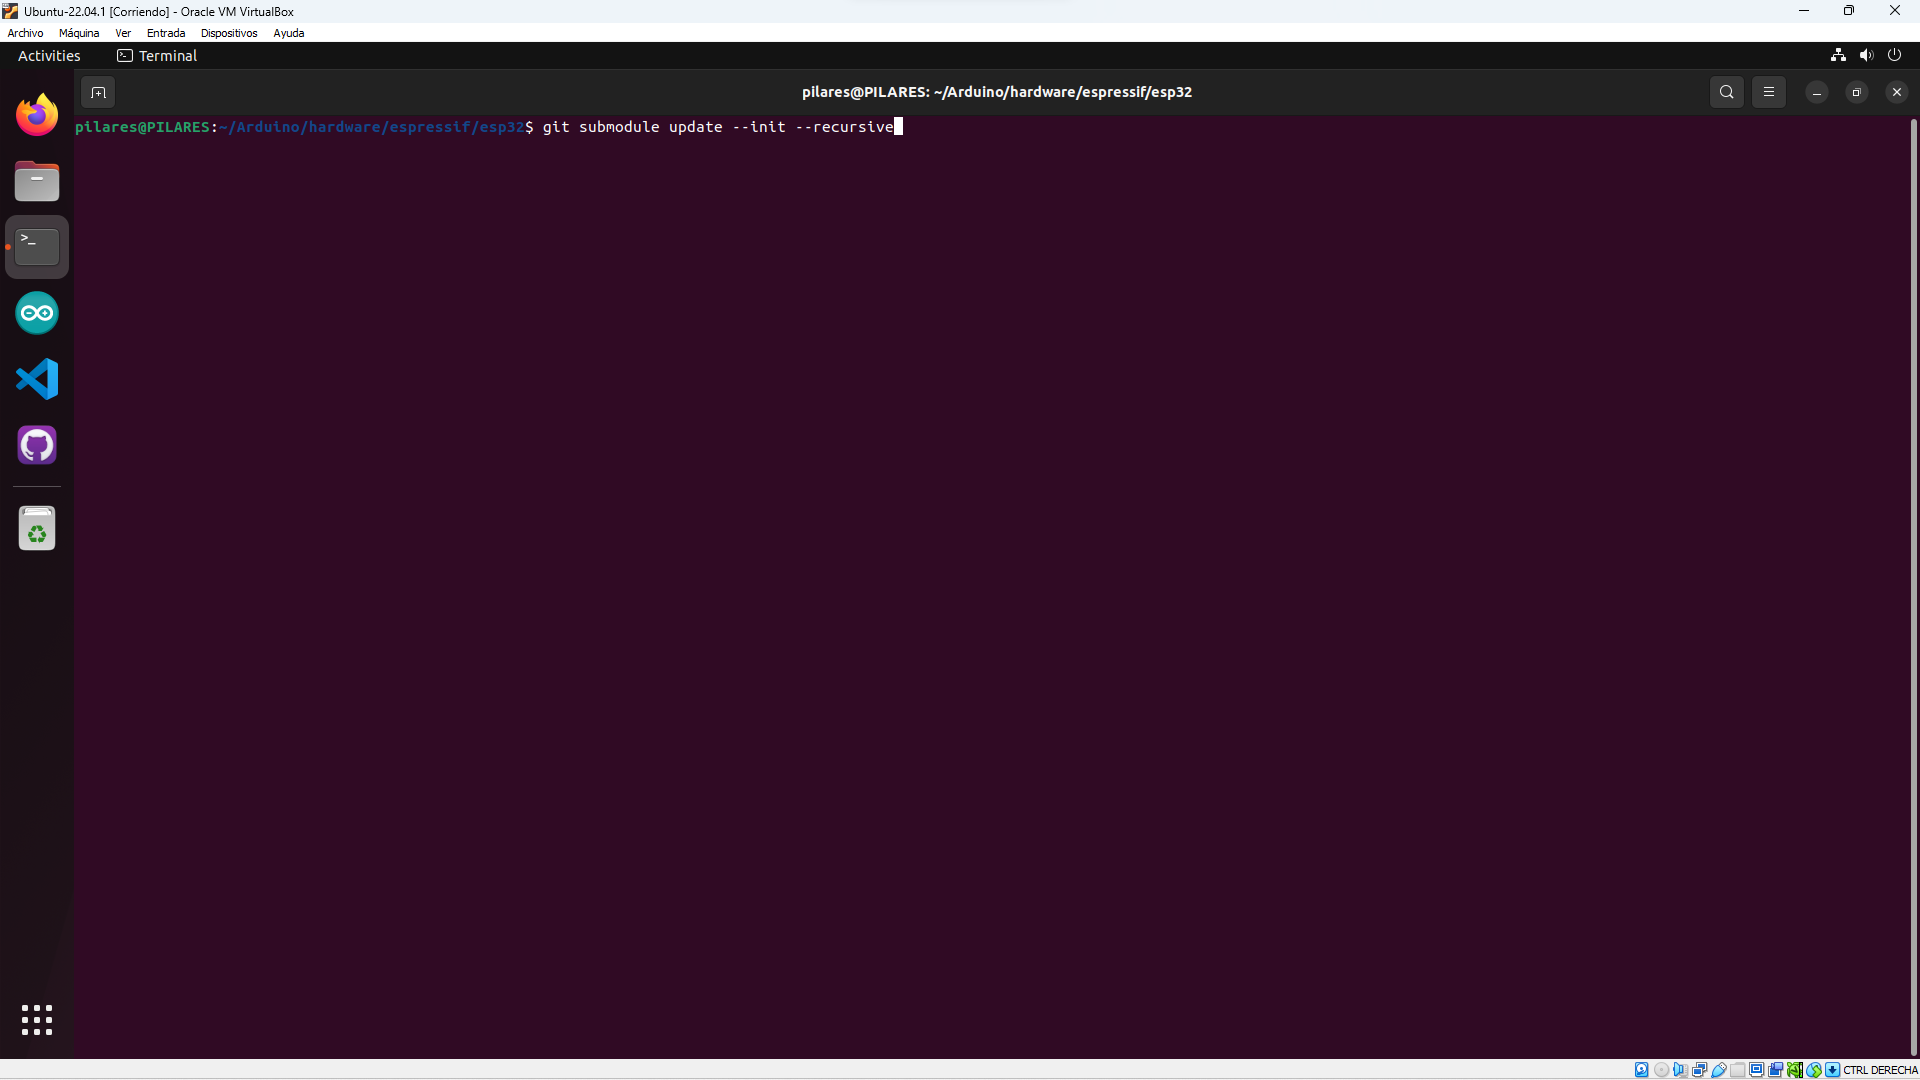 Ubuntu-22.04.1 [Corriendo] - Oracle VM VirtualBox
Archivo Máquina Ver Entrada Dispositivos Ayuda
Activities Terminal
pilares@PILARES: ~/Arduino/hardware/espressif/esp32
pilares@PILARES:~/Arduino/hardware/espressif/esp32$ git submodule update --init --recursive
CTRL DERECHA